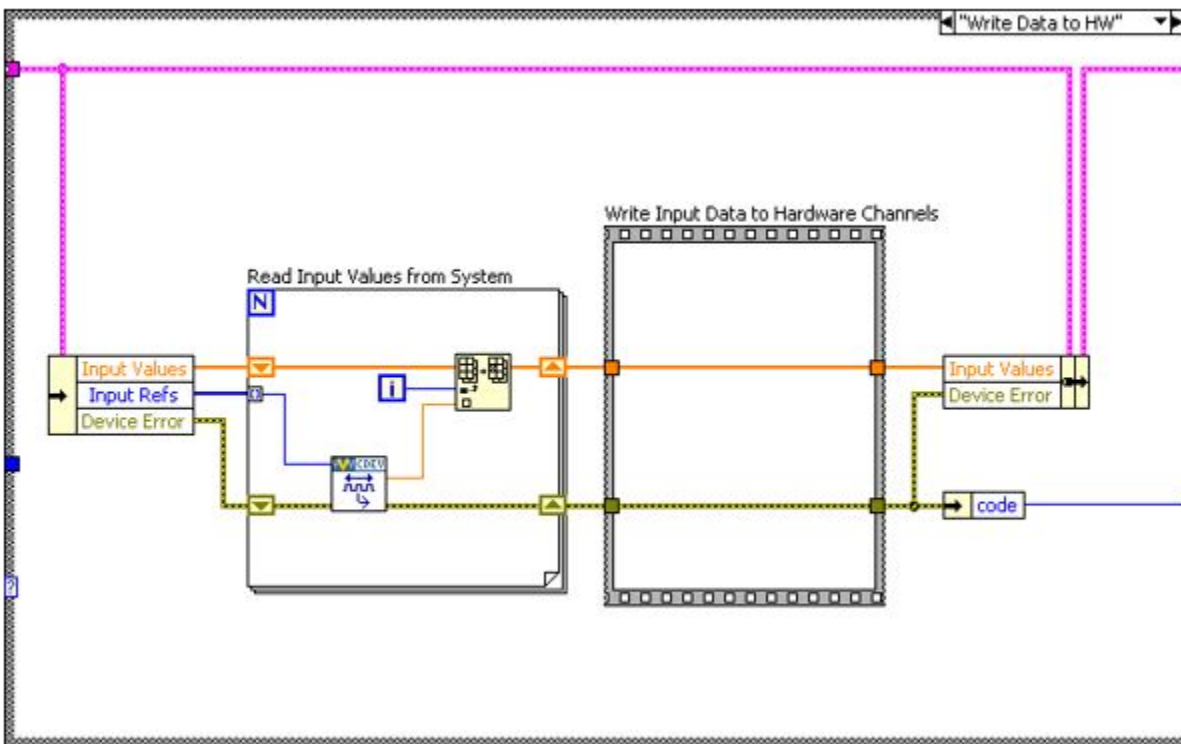 "Write Data to HW"
Write Input Data to Hardware Channels
Read Input Values from System
N
Input Values
Input Refs
Device Error
i
Input Values
Device Error
code
?